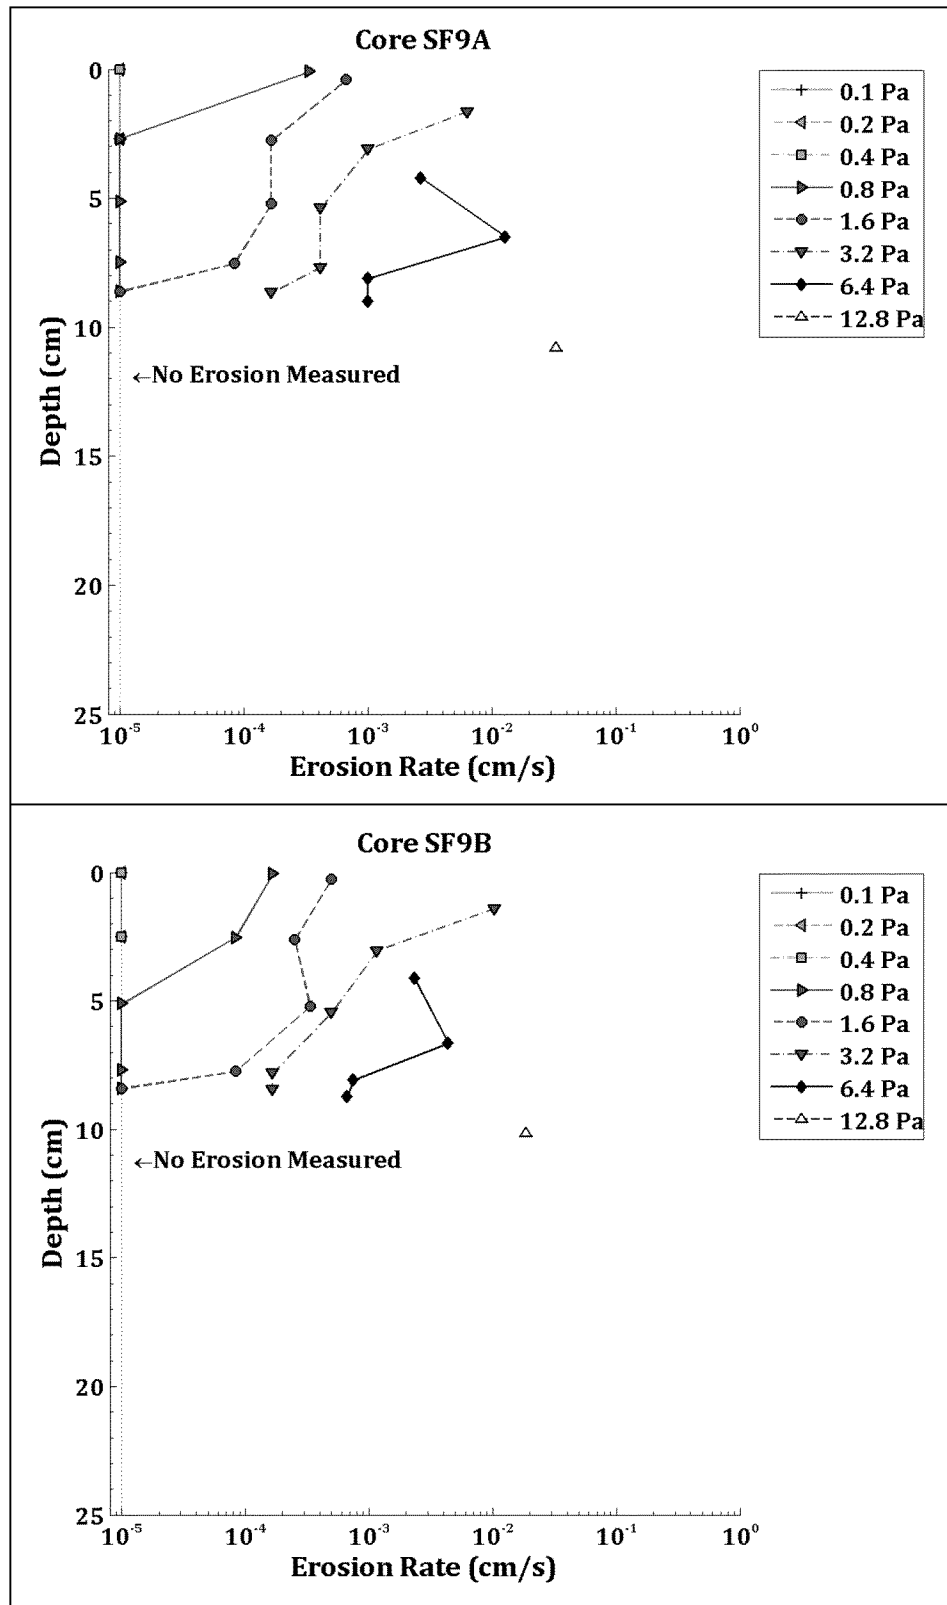 Core SF9A
0
5
10
15
20
25
Depth (cm)
←No Erosion Measured
10⁻⁵ 10⁻⁴ 10⁻³ 10⁻² 10⁻¹ 10⁰
Erosion Rate (cm/s)
0.1 Pa
0.2 Pa
0.4 Pa
0.8 Pa
1.6 Pa
3.2 Pa
6.4 Pa
12.8 Pa
Core SF9B
0
5
10
15
20
25
Depth (cm)
←No Erosion Measured
10⁻⁵ 10⁻⁴ 10⁻³ 10⁻² 10⁻¹ 10⁰
Erosion Rate (cm/s)
0.1 Pa
0.2 Pa
0.4 Pa
0.8 Pa
1.6 Pa
3.2 Pa
6.4 Pa
12.8 Pa